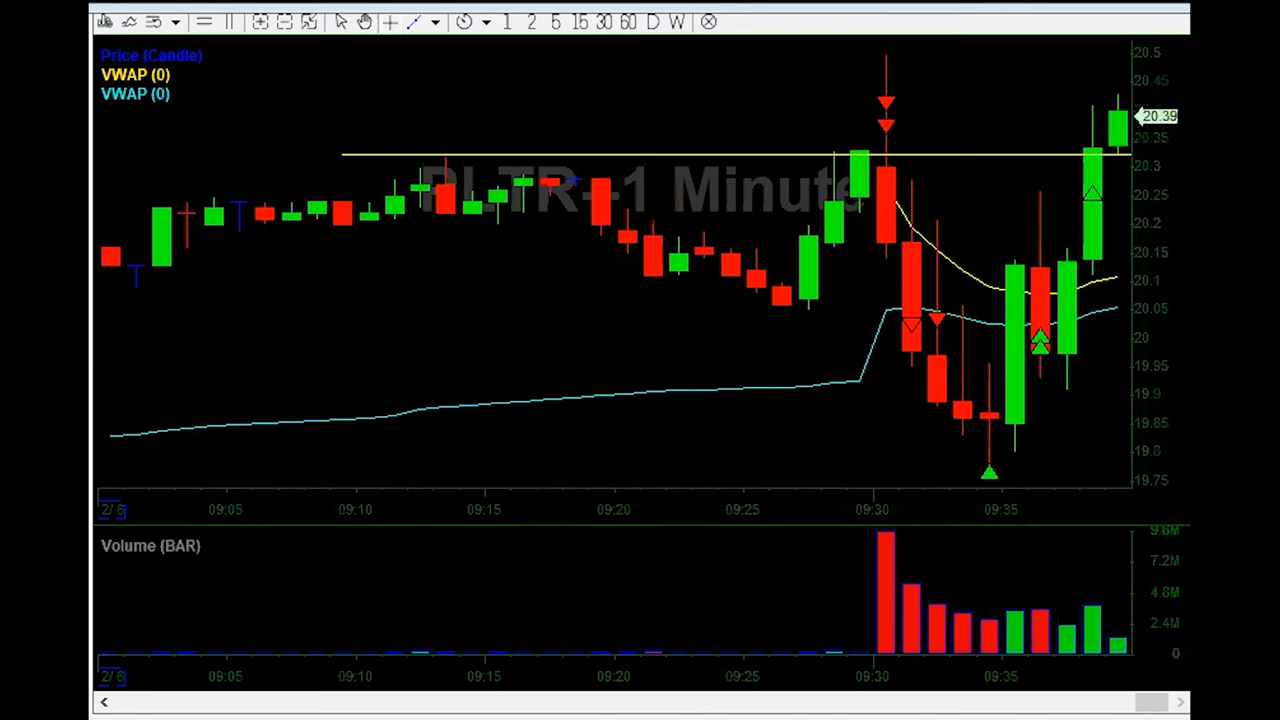 1 2 5 15 30 60 D W
Price (Candle)
VWAP (0)
VWAP (0)
PLTR--1 Minute
20.5
20.45
20.39
20.35
20.3
20.25
20.2
20.15
20.1
20.05
20
19.95
19.9
19.85
19.8
19.75
2/6 09:05 09:10 09:15 09:20 09:25 09:30 09:35
Volume (BAR)
9.6M
7.2M
4.8M
2.4M
0
2/6 09:05 09:10 09:15 09:20 09:25 09:30 09:35